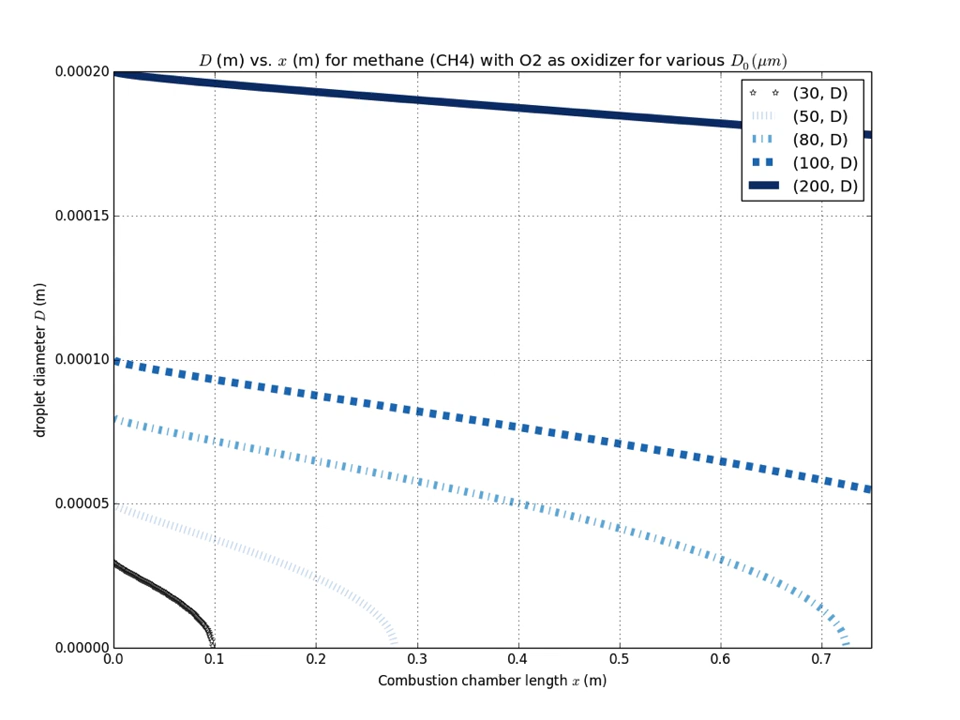 D (m) vs. x (m) for methane (CH4) with O2 as oxidizer for various D₀(μm)
0.00020
0.00015
0.00010
0.00005
0.00000
droplet diameter D (m)
(30, D)
(50, D)
(80, D)
(100, D)
(200, D)
0.0 0.1 0.2 0.3 0.4 0.5 0.6 0.7
Combustion chamber length x (m)